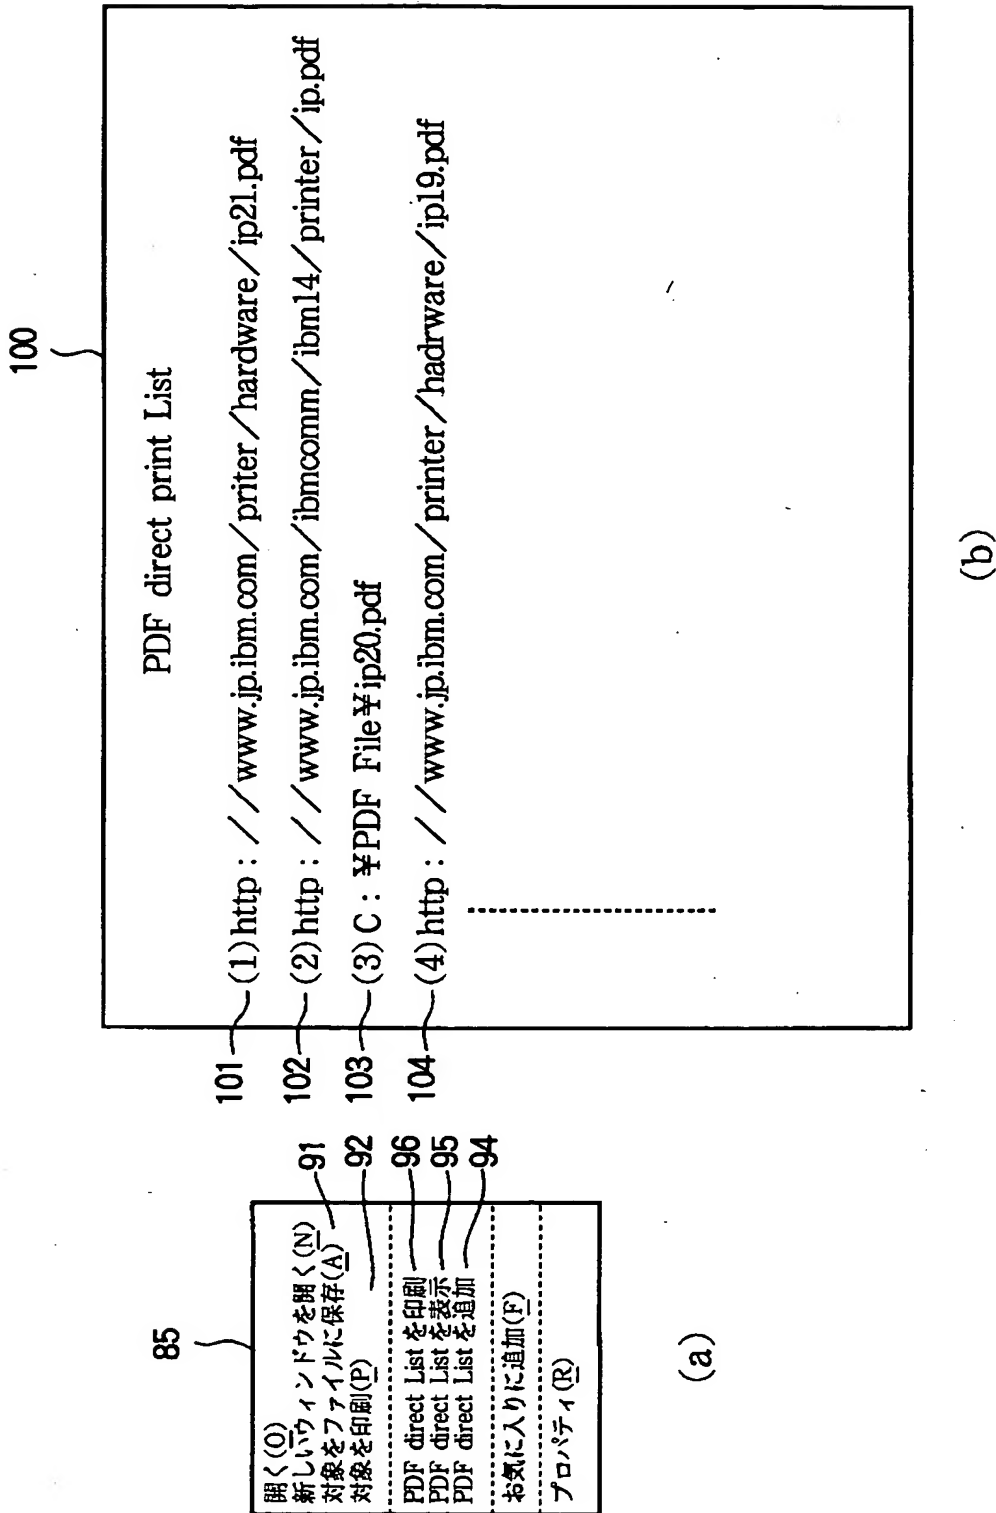 85
開く(O)
新しいウィンドウを開く(N)
対象をファイルに保存(A)
対象を印刷(P)
PDF direct List を印刷
PDF direct List を表示
PDF direct List を追加
お気に入りに追加(F)
プロパティ(R)
91
92
96
95
94
(a)
100
PDF direct print List
101
(1)http://www.jp.ibm.com/priter/hardware/ip21.pdf
102
(2)http://www.jp.ibm.com/ibmcomm/ibm14/printer/ip.pdf
103
(3)C:¥PDF File¥ip20.pdf
104
(4)http://www.jp.ibm.com/printer/hadrware/ip19.pdf
(b)